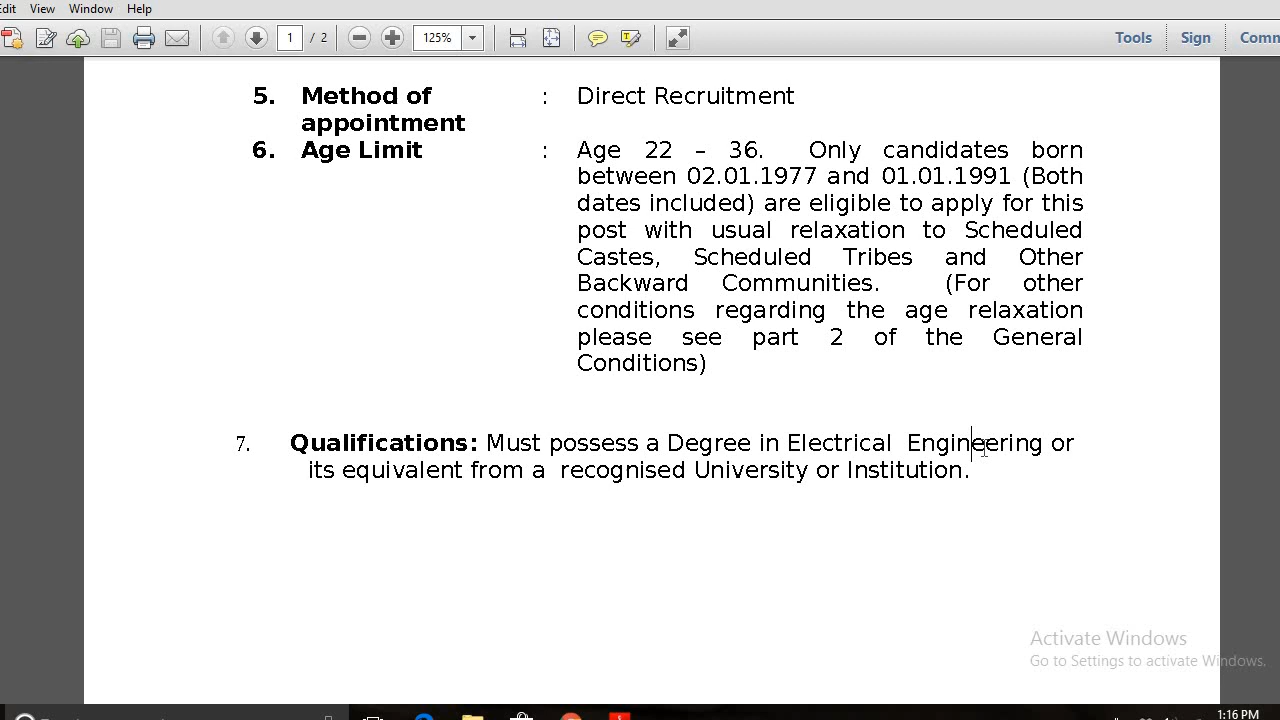 Edit View Window Help
1 / 2 125% Tools Sign Comm
5. Method of : Direct Recruitment
appointment
6. Age Limit : Age 22 – 36. Only candidates born
between 02.01.1977 and 01.01.1991 (Both
dates included) are eligible to apply for this
post with usual relaxation to Scheduled
Castes, Scheduled Tribes and Other
Backward Communities. (For other
conditions regarding the age relaxation
please see part 2 of the General
Conditions)
7. Qualifications: Must possess a Degree in Electrical Engineering or
its equivalent from a recognised University or Institution.
Activate Windows
Go to Settings to activate Windows.
1:16 PM